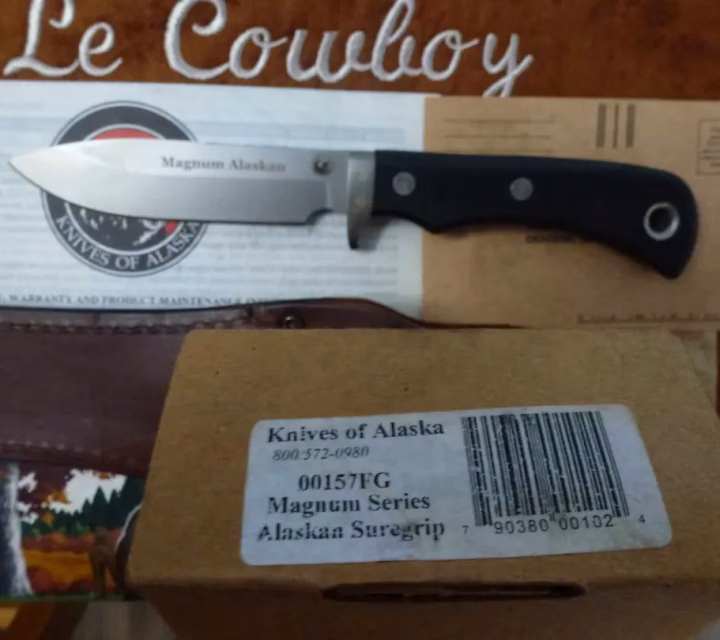 Le Cowboy
Magnum Alaskan
KNIVES OF ALASKA
WARRANTY AND PRODUCT MAINTENANCE
Knives of Alaska
800/572-0980
00157FG
Magnum Series
Alaskan Suregrip
7 90380 00102 4